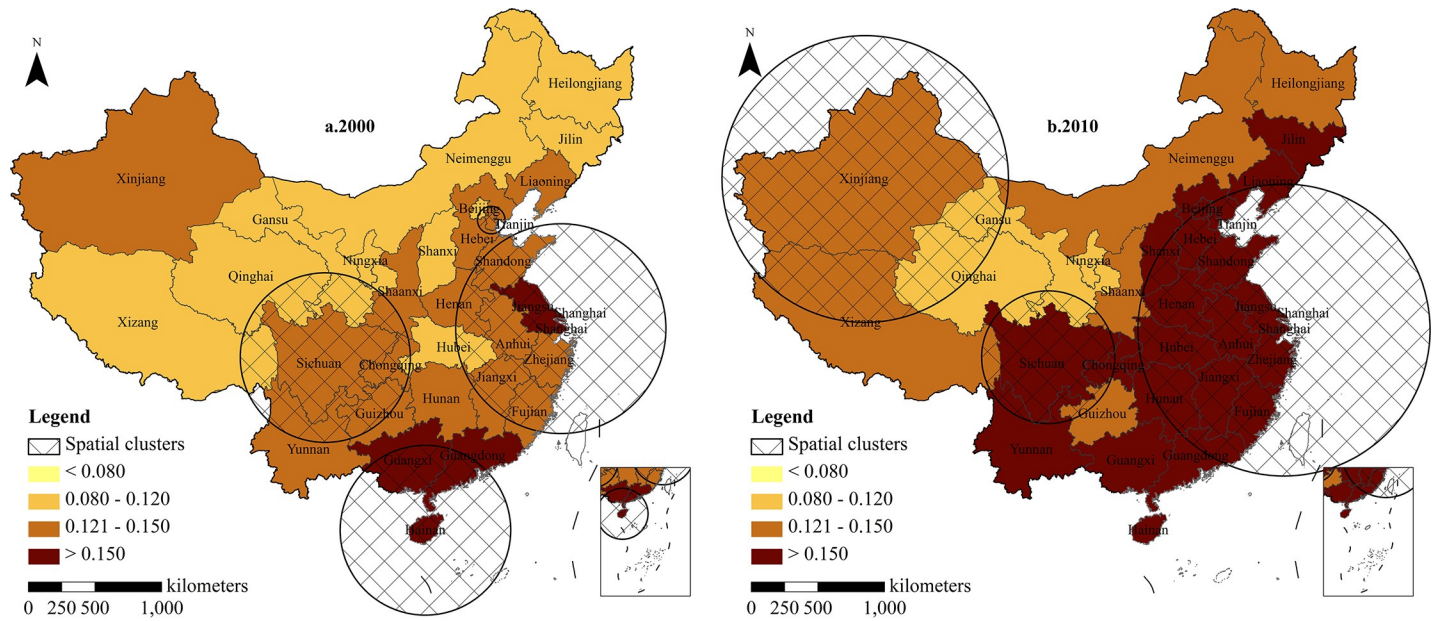 N
a.2000
Heilongjiang
Jilin
Neimenggu
Xinjiang
Liaoning
Gansu
Beijing
Tianjin
Hebei
Shanxi
Ningxia
Shandong
Qinghai
Shaanxi
Henan
Jiangsu
Shanghai
Shanghai
Xizang
Hubei
Anhui
Zhejiang
Sichuan
Chongqing
Jiangxi
Hunan
Guizhou
Fujian
Yunnan
Guangxi
Guangdong
Hainan
Legend
Spatial clusters
< 0.080
0.080 - 0.120
0.121 - 0.150
> 0.150
kilometers
0 250 500 1,000
N
b.2010
Heilongjiang
Jilin
Neimenggu
Xinjiang
Liaoning
Beijing
Gansu
Tianjin
Hebei
Shanxi
Ningxia
Shandong
Qinghai
Shaanxi
Henan
Jiangsu
Shanghai
Shanghai
Xizang
Hubei
Anhui
Zhejiang
Sichuan
Chongqing
Jiangxi
Hunan
Guizhou
Fujian
Yunnan
Guangxi
Guangdong
Hainan
Legend
Spatial clusters
< 0.080
0.080 - 0.120
0.121 - 0.150
> 0.150
kilometers
0 250 500 1,000